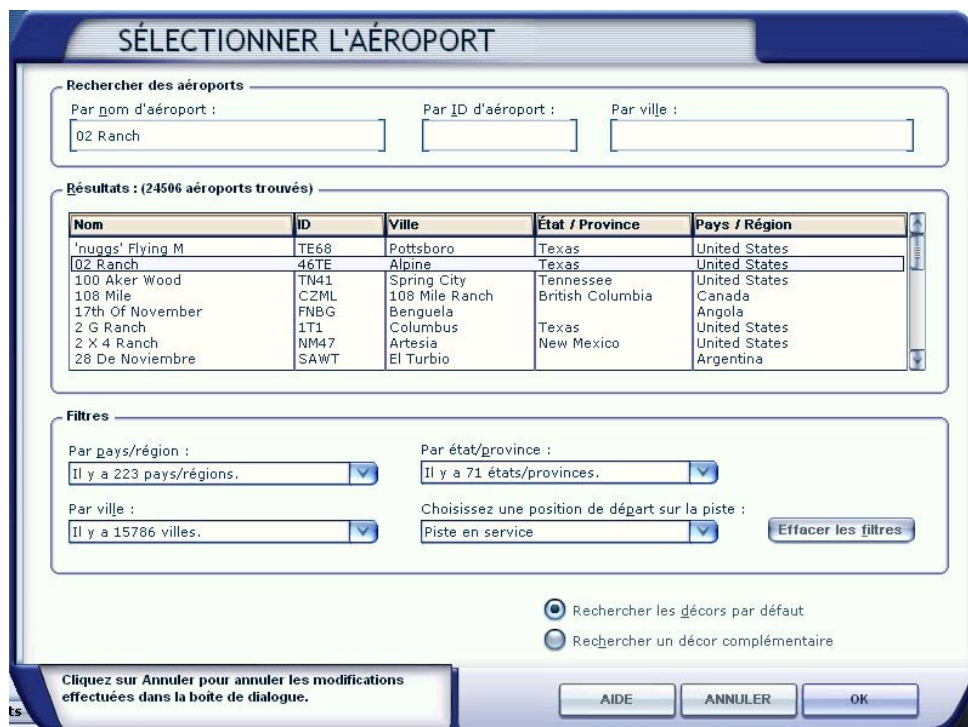 SÉLECTIONNER L'AÉROPORT
Rechercher des aéroports
Par nom d'aéroport : Par ID d'aéroport : Par ville :
02 Ranch
Résultats : (24506 aéroports trouvés)
Nom ID Ville État / Province Pays / Région
'nuggs' Flying M TE68 Pottsboro Texas United States
02 Ranch 46TE Alpine Texas United States
100 Aker Wood TN41 Spring City Tennessee United States
108 Mile CZML 108 Mile Ranch British Columbia Canada
17th Of November FNBG Benguela Angola
2 G Ranch 1T1 Columbus Texas United States
2 X 4 Ranch NM47 Artesia New Mexico United States
28 De Noviembre SAWT El Turbio Argentina
Filtres
Par pays/région : Par état/province :
Il y a 223 pays/régions. Il y a 71 états/provinces.
Par ville : Choisissez une position de départ sur la piste :
Il y a 15786 villes. Piste en service Effacer les filtres
Rechercher les décors par défaut
Rechercher un décor complémentaire
Cliquez sur Annuler pour annuler les modifications
effectuées dans la boîte de dialogue.
AIDE ANNULER OK
ts